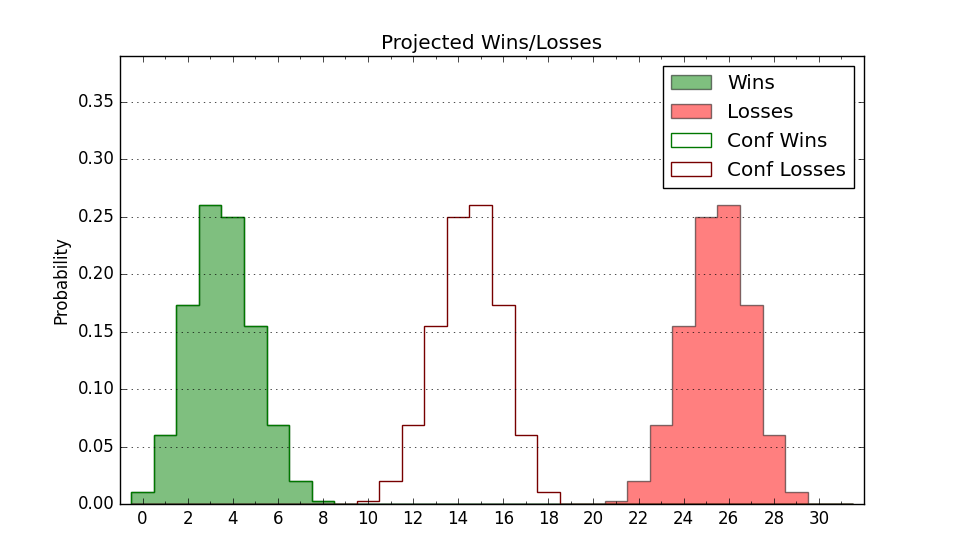 Projected Wins/Losses
Wins
Losses
Conf Wins
Conf Losses
Probability
0.35
0.30
0.25
0.20
0.15
0.10
0.05
0.00
0 2 4 6 8 10 12 14 16 18 20 22 24 26 28 30